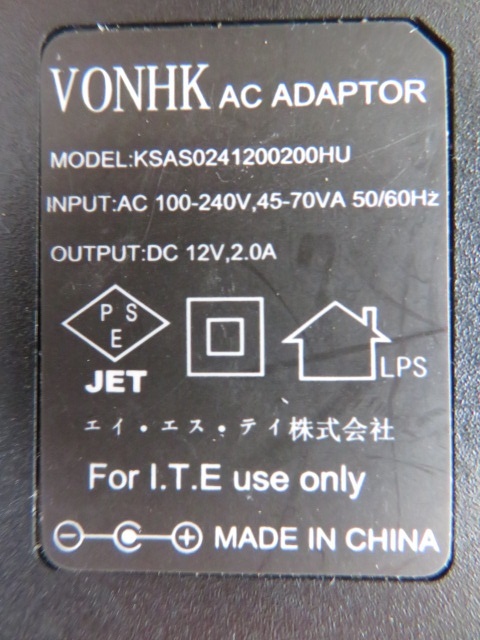 VONHK AC ADAPTOR
MODEL:KSAS0241200200HU
INPUT:AC 100-240V,45-70VA 50/60Hz
OUTPUT:DC 12V,2.0A
P S
E
JET
LPS
エイ・エス・テイ株式会社
For I.T.E use only
MADE IN CHINA